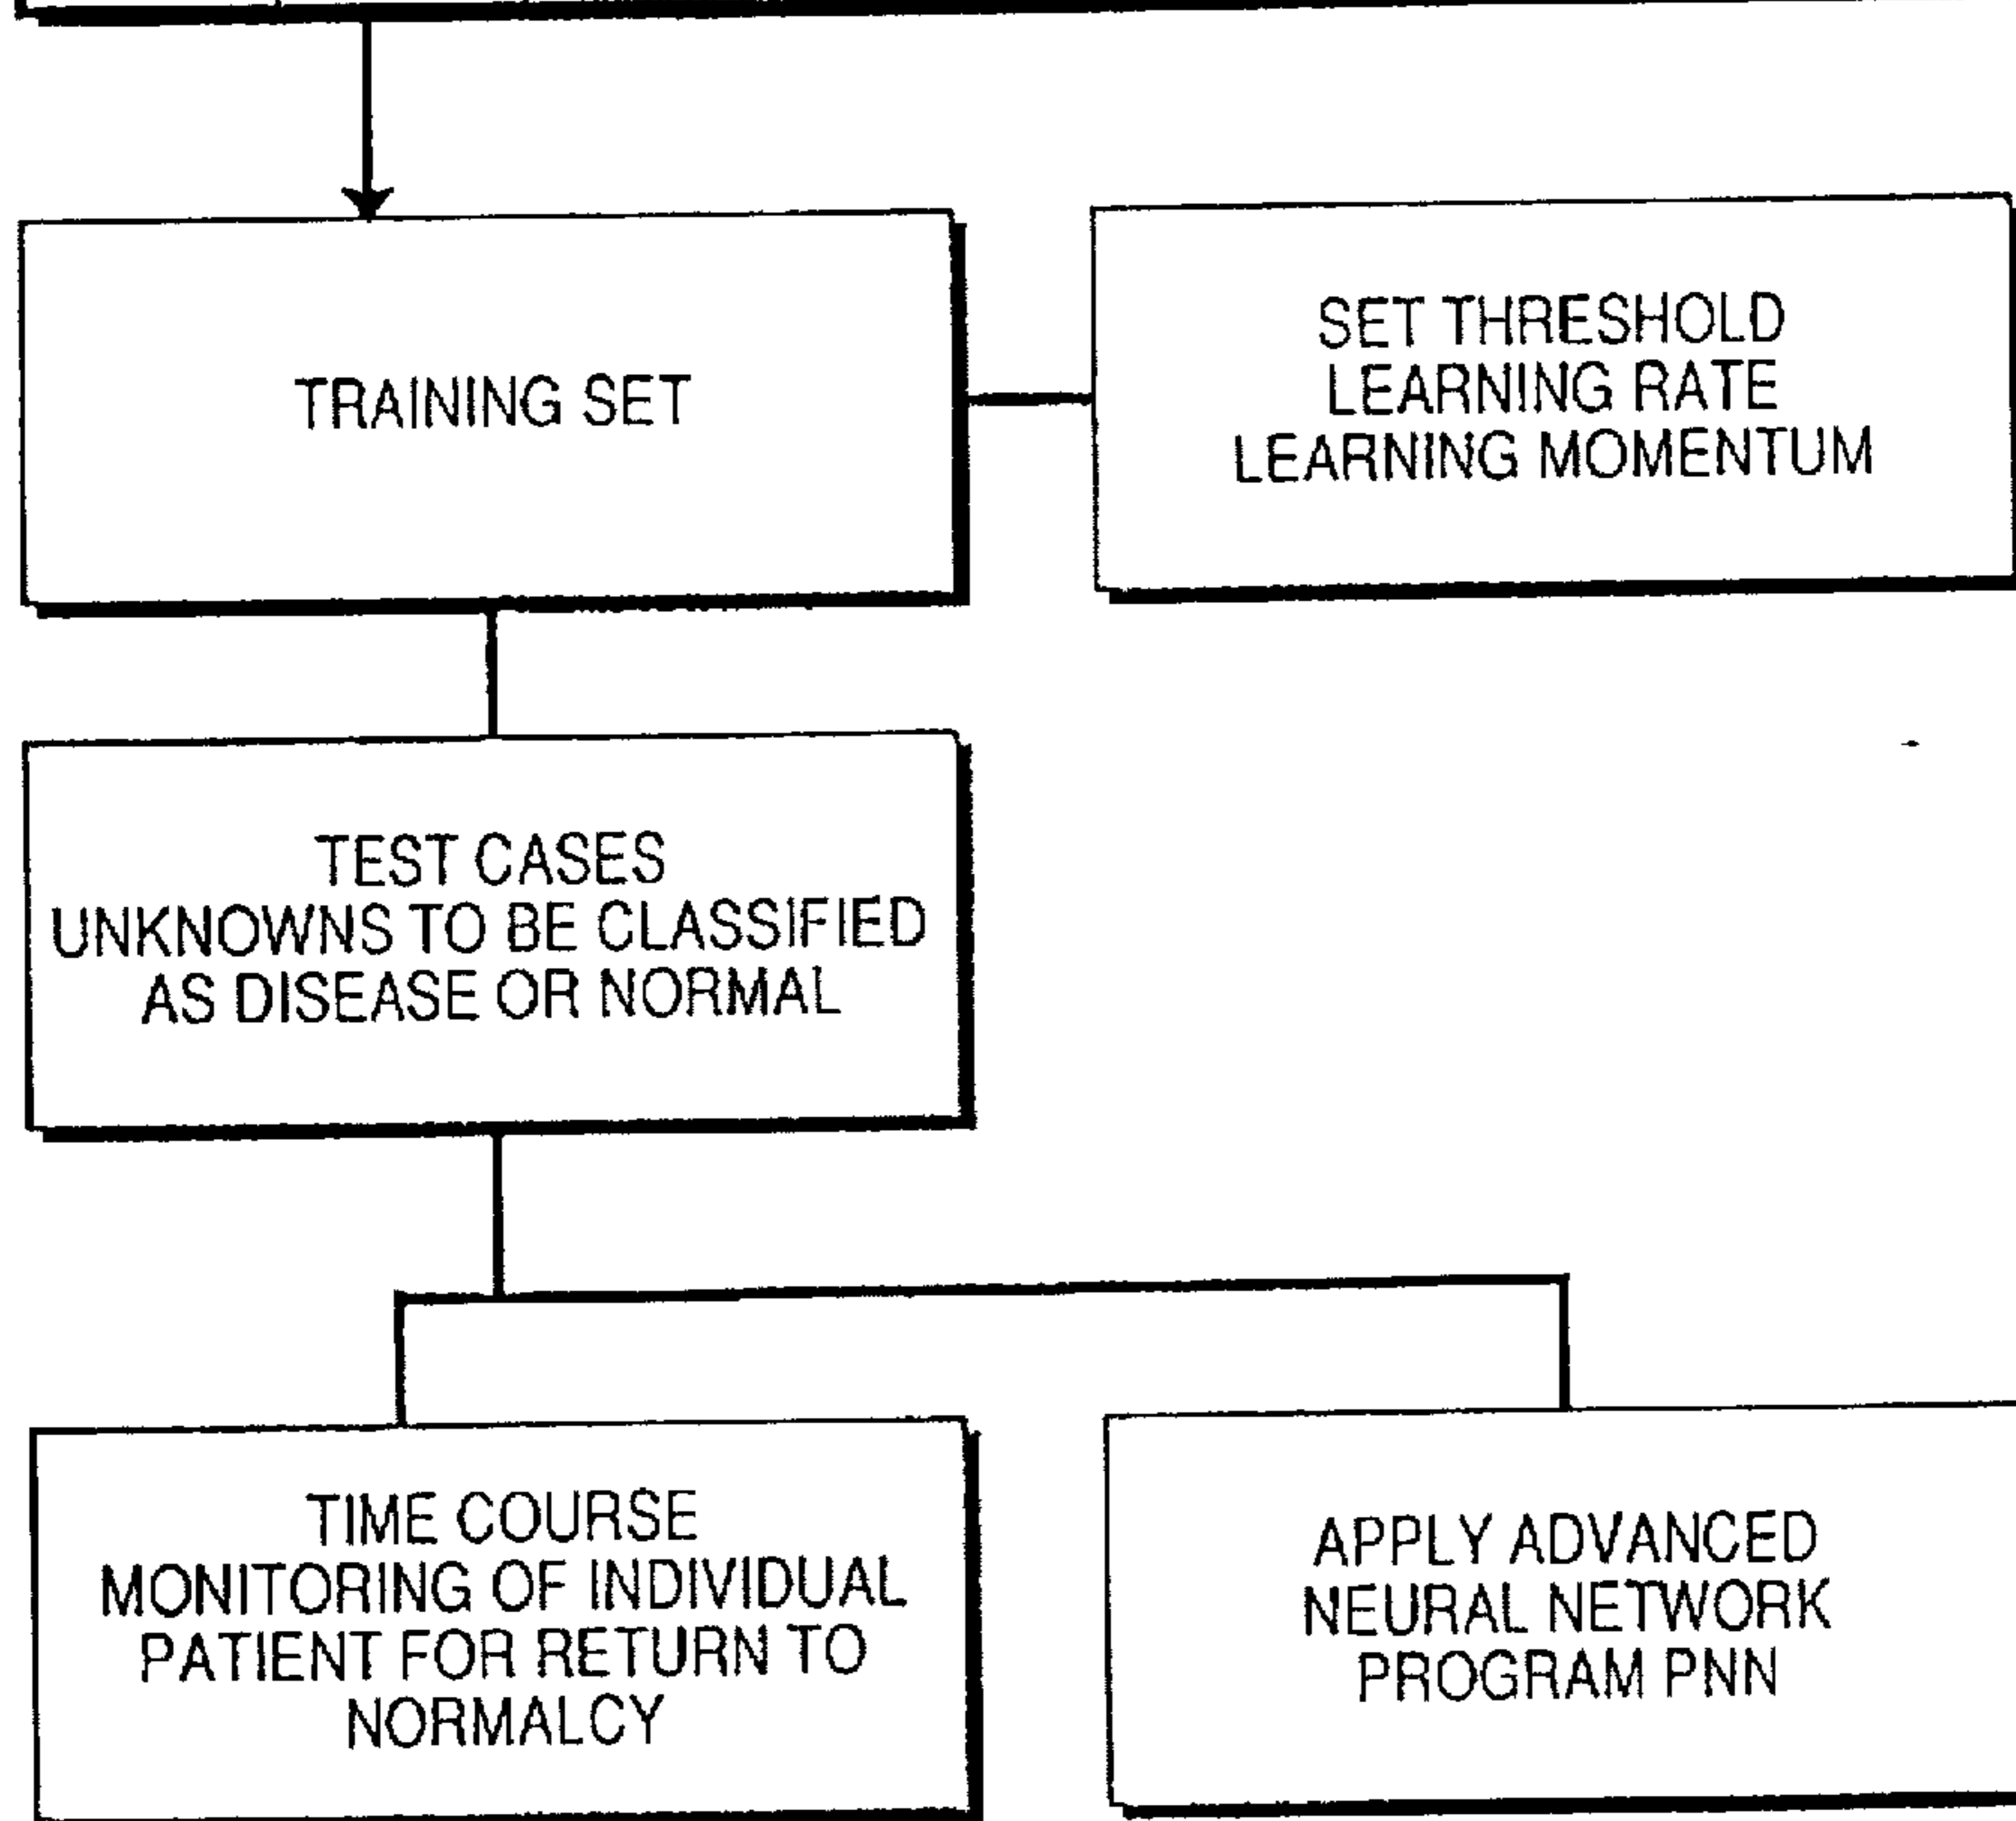 TRAINING SET
SET THRESHOLD
LEARNING RATE
LEARNING MOMENTUM
TEST CASES
UNKNOWNS TO BE CLASSIFIED
AS DISEASE OR NORMAL
TIME COURSE
MONITORING OF INDIVIDUAL
PATIENT FOR RETURN TO
NORMALCY
APPLY ADVANCED
NEURAL NETWORK
PROGRAM PNN